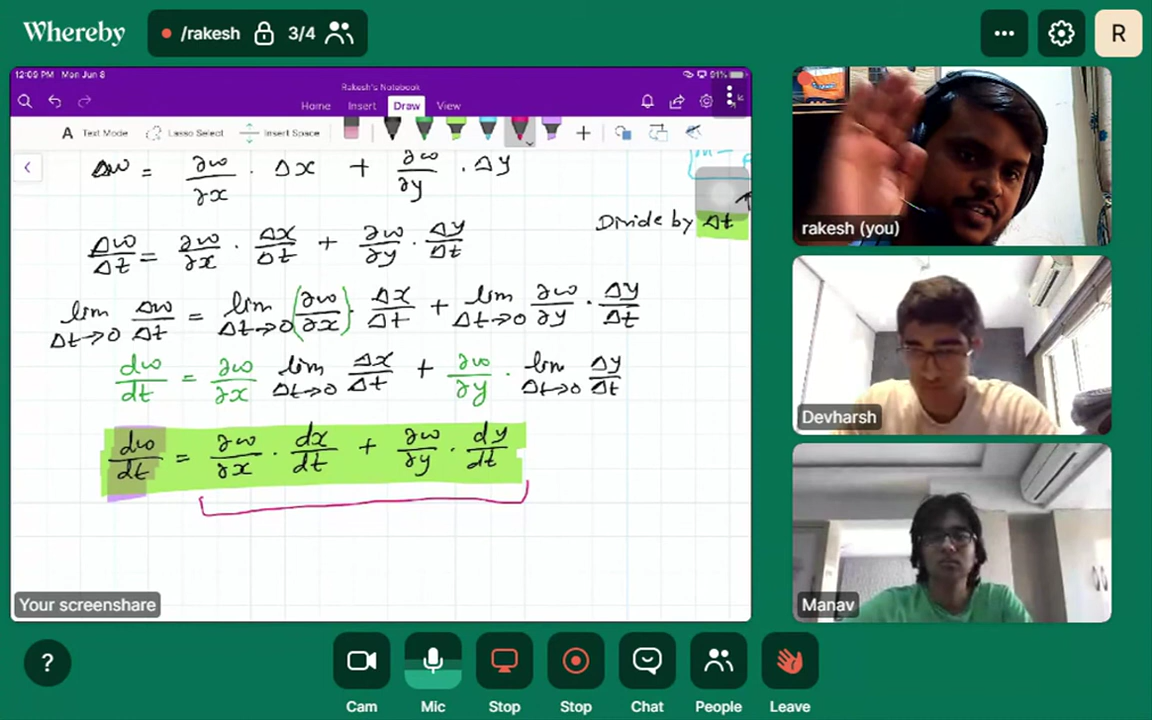 Whereby
/rakesh 3/4
R
12:09 PM Mon Jun 8
91%
Rakesh's Notebook
Home Insert Draw View
Text Mode Lasso Select Insert Space
Δw = ∂w/∂x · Δx + ∂w/∂y · Δy
Divide by Δt
Δw/Δt = ∂w/∂x · Δx/Δt + ∂w/∂y · Δy/Δt
lim Δt→0 Δw/Δt = lim Δt→0 (∂w/∂x) · Δx/Δt + lim Δt→0 ∂w/∂y · Δy/Δt
dw/dt = ∂w/∂x lim Δt→0 Δx/Δt + ∂w/∂y · lim Δt→0 Δy/Δt
dw/dt = ∂w/∂x · dx/dt + ∂w/∂y · dy/dt
Your screenshare
rakesh (you)
Devharsh
Manav
?
Cam Mic Stop Stop Chat People Leave